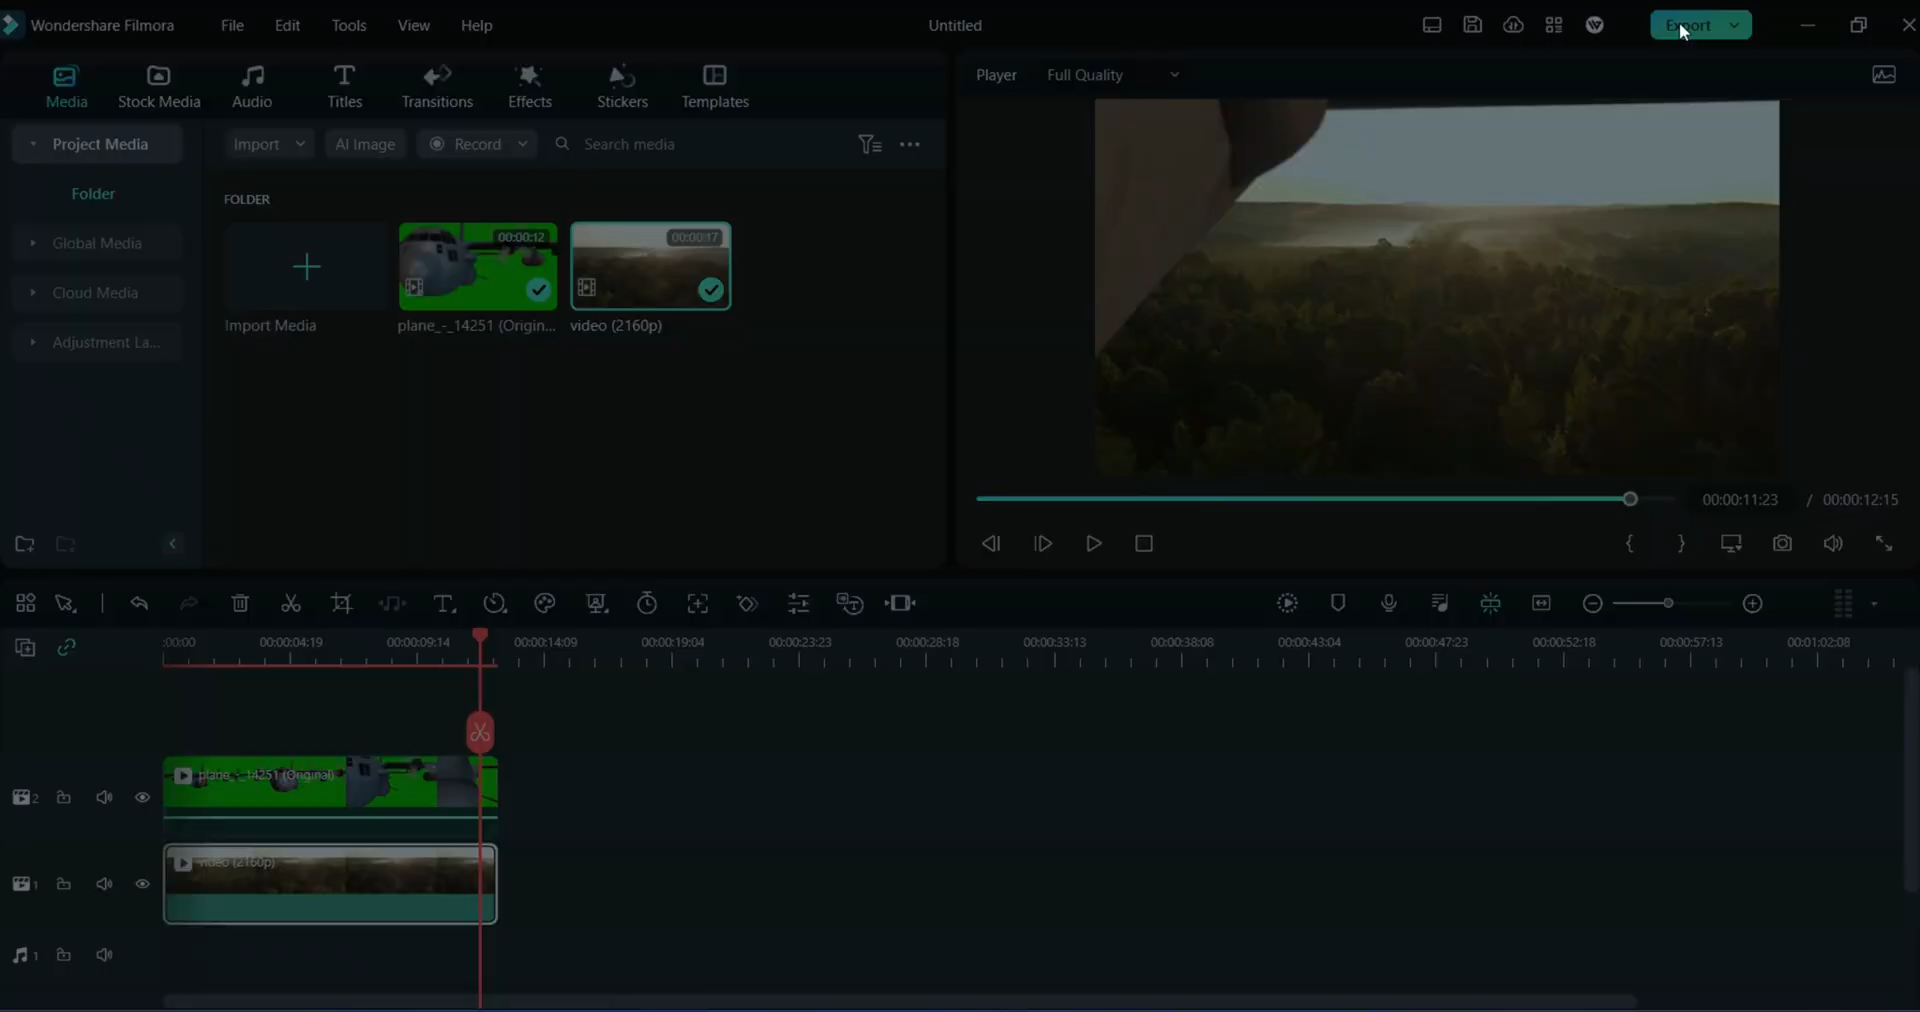 Wondershare Filmora File Edit Tools View Help Untitled Export
Media Stock Media Audio Titles Transitions Effects Stickers Templates
Player Full Quality
Project Media
Import AI Image Record Search media
Folder
Global Media
Cloud Media
Adjustment La...
FOLDER
00:00:12
00:00:17
Import Media
plane_-_14251 (Origin...
video (2160p)
00:00:11:23 / 00:00:12:15
{ }
:00:00 00:00:04:19 00:00:09:14 00:00:14:09 00:00:19:04 00:00:23:23 00:00:28:18 00:00:33:13 00:00:38:08 00:00:43:04 00:00:47:23 00:00:52:18 00:00:57:13 00:01:02:08
plane_-_14251 (Original)
2
video (2160p)
1
1